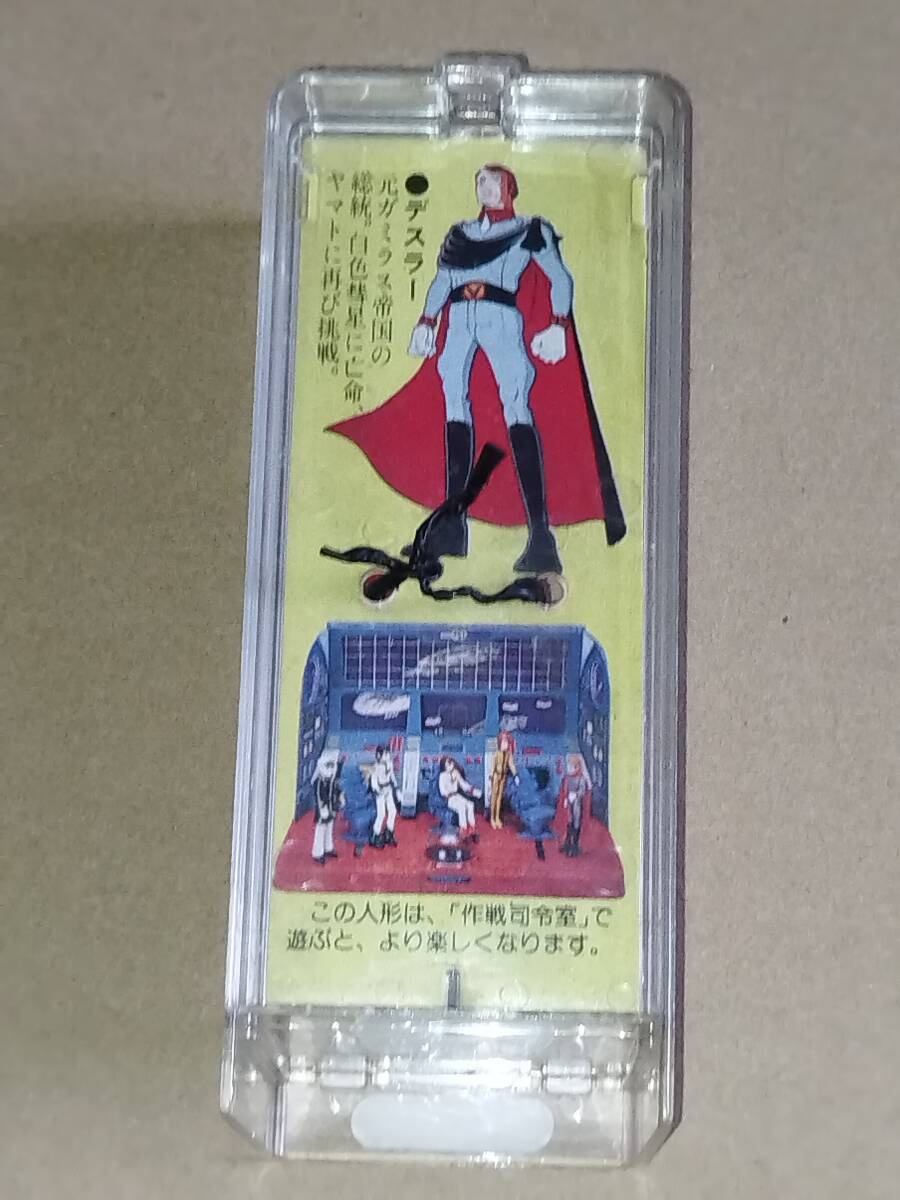 ●デスラー
元ガミラス帝国の
総統。白色彗星に亡命、
ヤマトに再び挑戦。
この人形は、「作戦司令室」で
遊ぶと、より楽しくなります。